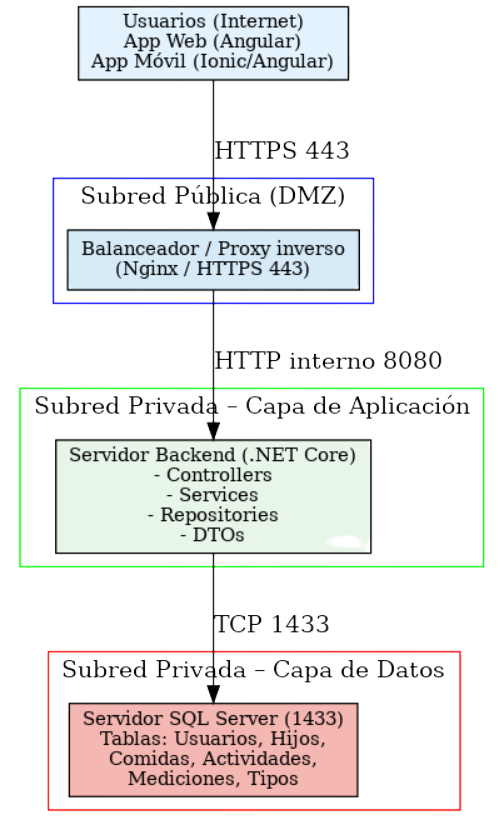 Usuarios (Internet)
App Web (Angular)
App Móvil (Ionic/Angular)
HTTPS 443
Subred Pública (DMZ)
Balanceador / Proxy inverso
(Nginx / HTTPS 443)
HTTP interno 8080
Subred Privada – Capa de Aplicación
Servidor Backend (.NET Core)
- Controllers
- Services
- Repositories
- DTOs
TCP 1433
Subred Privada – Capa de Datos
Servidor SQL Server (1433)
Tablas: Usuarios, Hijos,
Comidas, Actividades,
Mediciones, Tipos